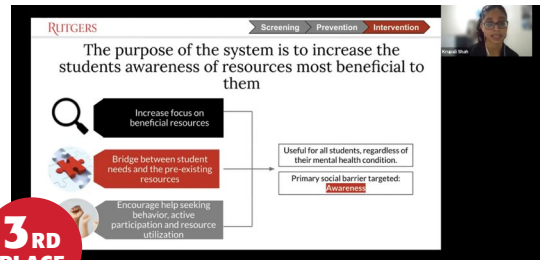 RUTGERS
Screening
Prevention
Intervention
Krupali Shah
The purpose of the system is to increase the
students awareness of resources most beneficial to
them
Increase focus on
beneficial resources
Bridge between student
needs and the pre-existing
resources
Encourage help seeking
behavior, active
participation and resource
utilization
Useful for all students, regardless of
their mental health condition.
Primary social barrier targeted:
Awareness
3RD
PLACE